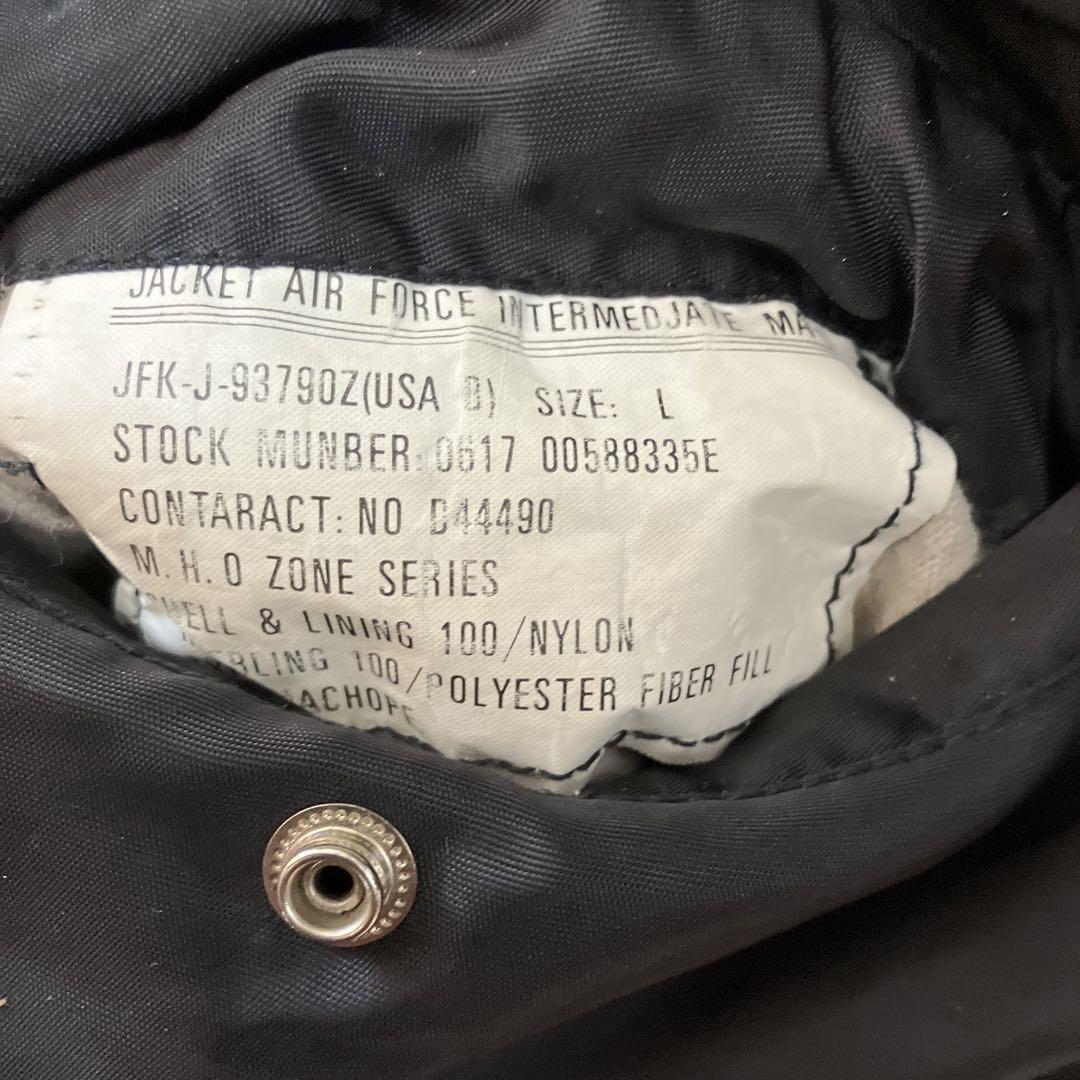 JACKET AIR FORCE INTERMEDJATE MA
JFK-J-93790Z(USA B) SIZE: L
STOCK MUNBER: 0617 00588335E
CONTARACT: NO D44490
M.H.O ZONE SERIES
SHELL & LINING 100/NYLON
100/POLYESTER FIBER FILL